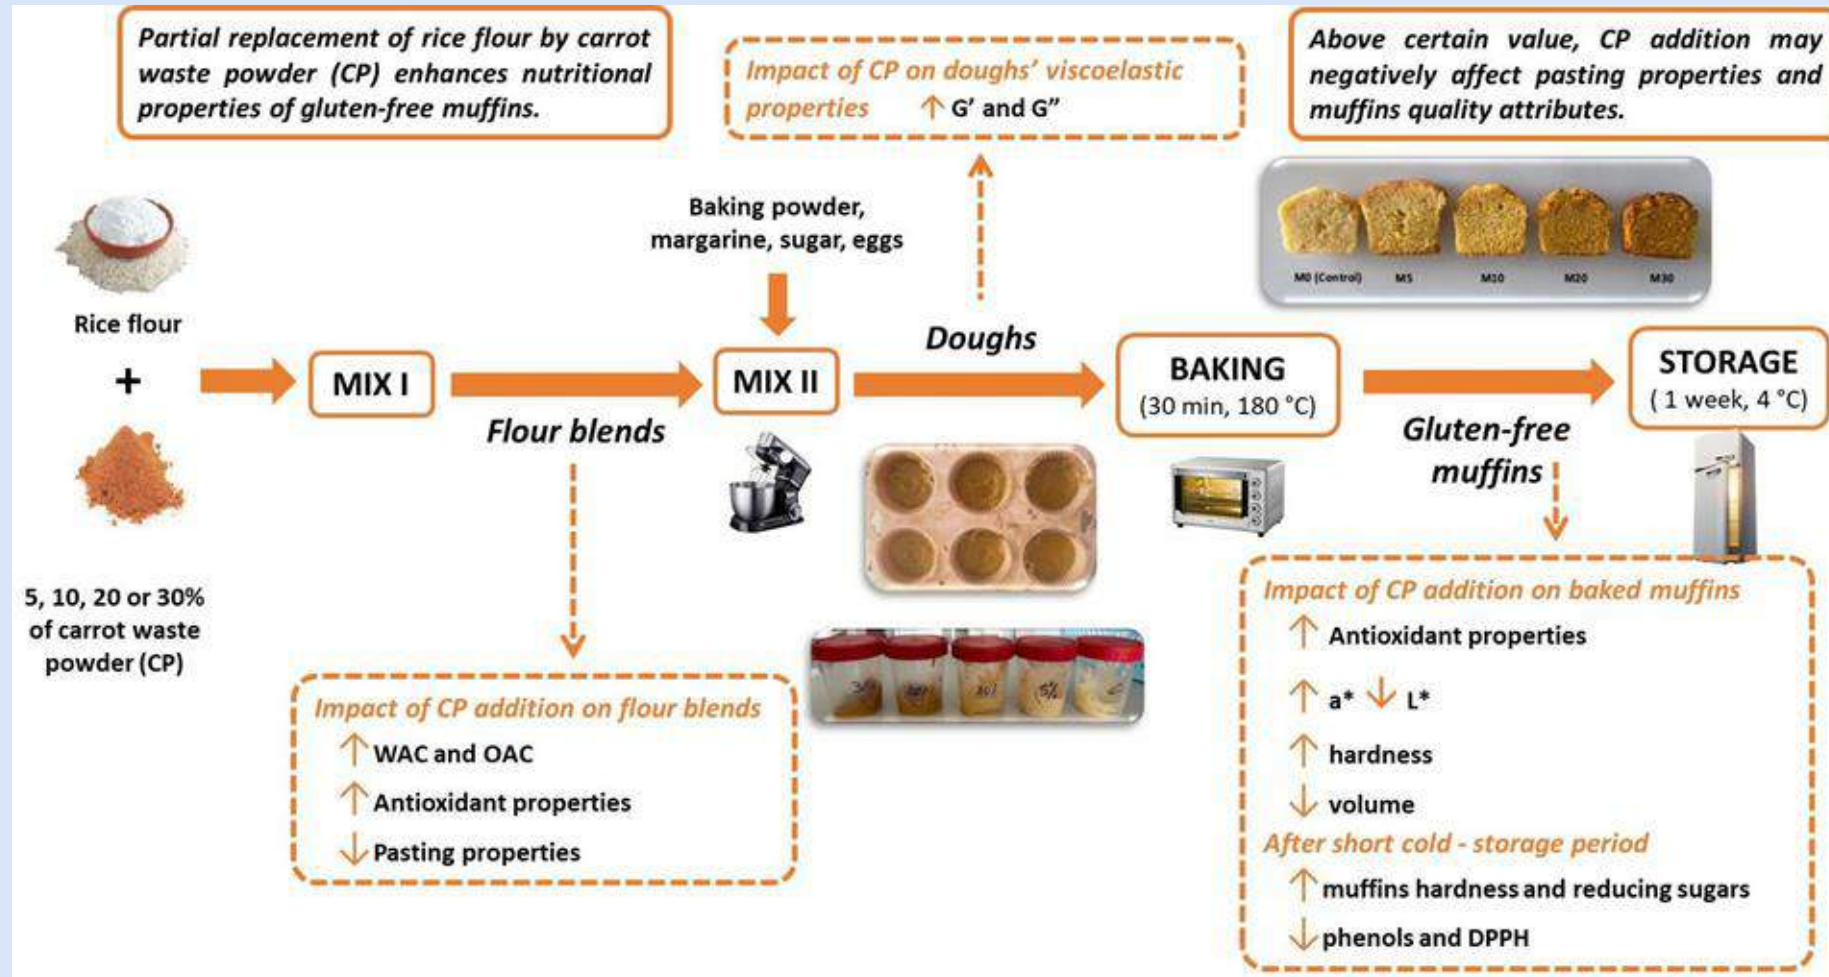 Partial replacement of rice flour by carrot
waste powder (CP) enhances nutritional
properties of gluten-free muffins.
Impact of CP on doughs’ viscoelastic
properties ↑ G’ and G”
Above certain value, CP addition may
negatively affect pasting properties and
muffins quality attributes.
M0 (Control) M5 M10 M20 M30
Baking powder,
margarine, sugar, eggs
Rice flour
+
5, 10, 20 or 30%
of carrot waste
powder (CP)
MIX I
Flour blends
MIX II
Doughs
BAKING
(30 min, 180 °C)
Gluten-free
muffins
STORAGE
( 1 week, 4 °C)
5%
Impact of CP addition on flour blends
↑ WAC and OAC
↑ Antioxidant properties
↓ Pasting properties
Impact of CP addition on baked muffins
↑ Antioxidant properties
↑ a* ↓ L*
↑ hardness
↓ volume
After short cold - storage period
↑ muffins hardness and reducing sugars
↓ phenols and DPPH